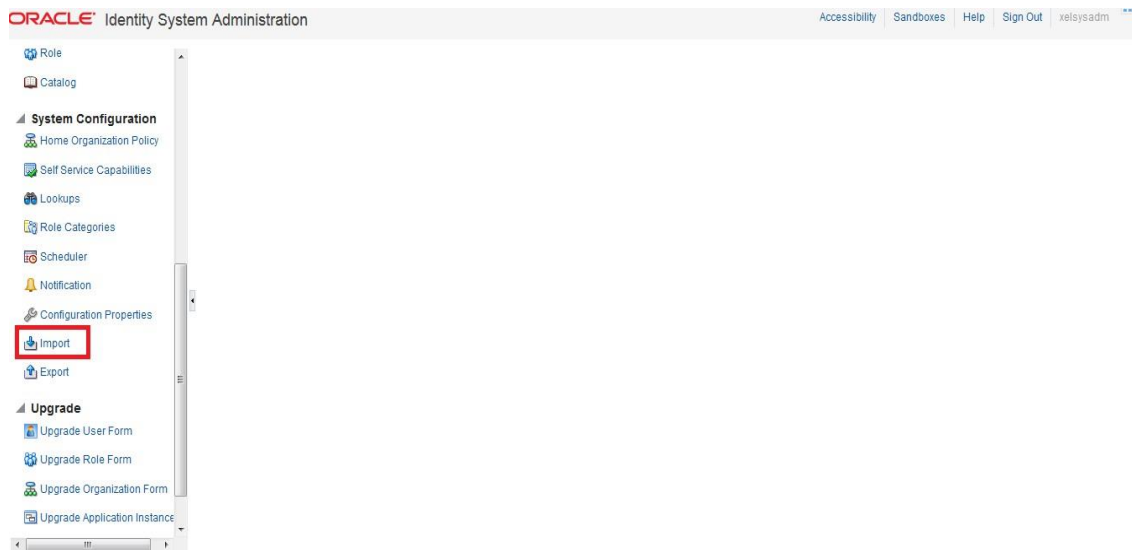 ORACLE® Identity System Administration
Accessibility Sandboxes Help Sign Out xelsysadm
Role
Catalog
System Configuration
Home Organization Policy
Self Service Capabilities
Lookups
Role Categories
Scheduler
Notification
Configuration Properties
Import
Export
Upgrade
Upgrade User Form
Upgrade Role Form
Upgrade Organization Form
Upgrade Application Instance